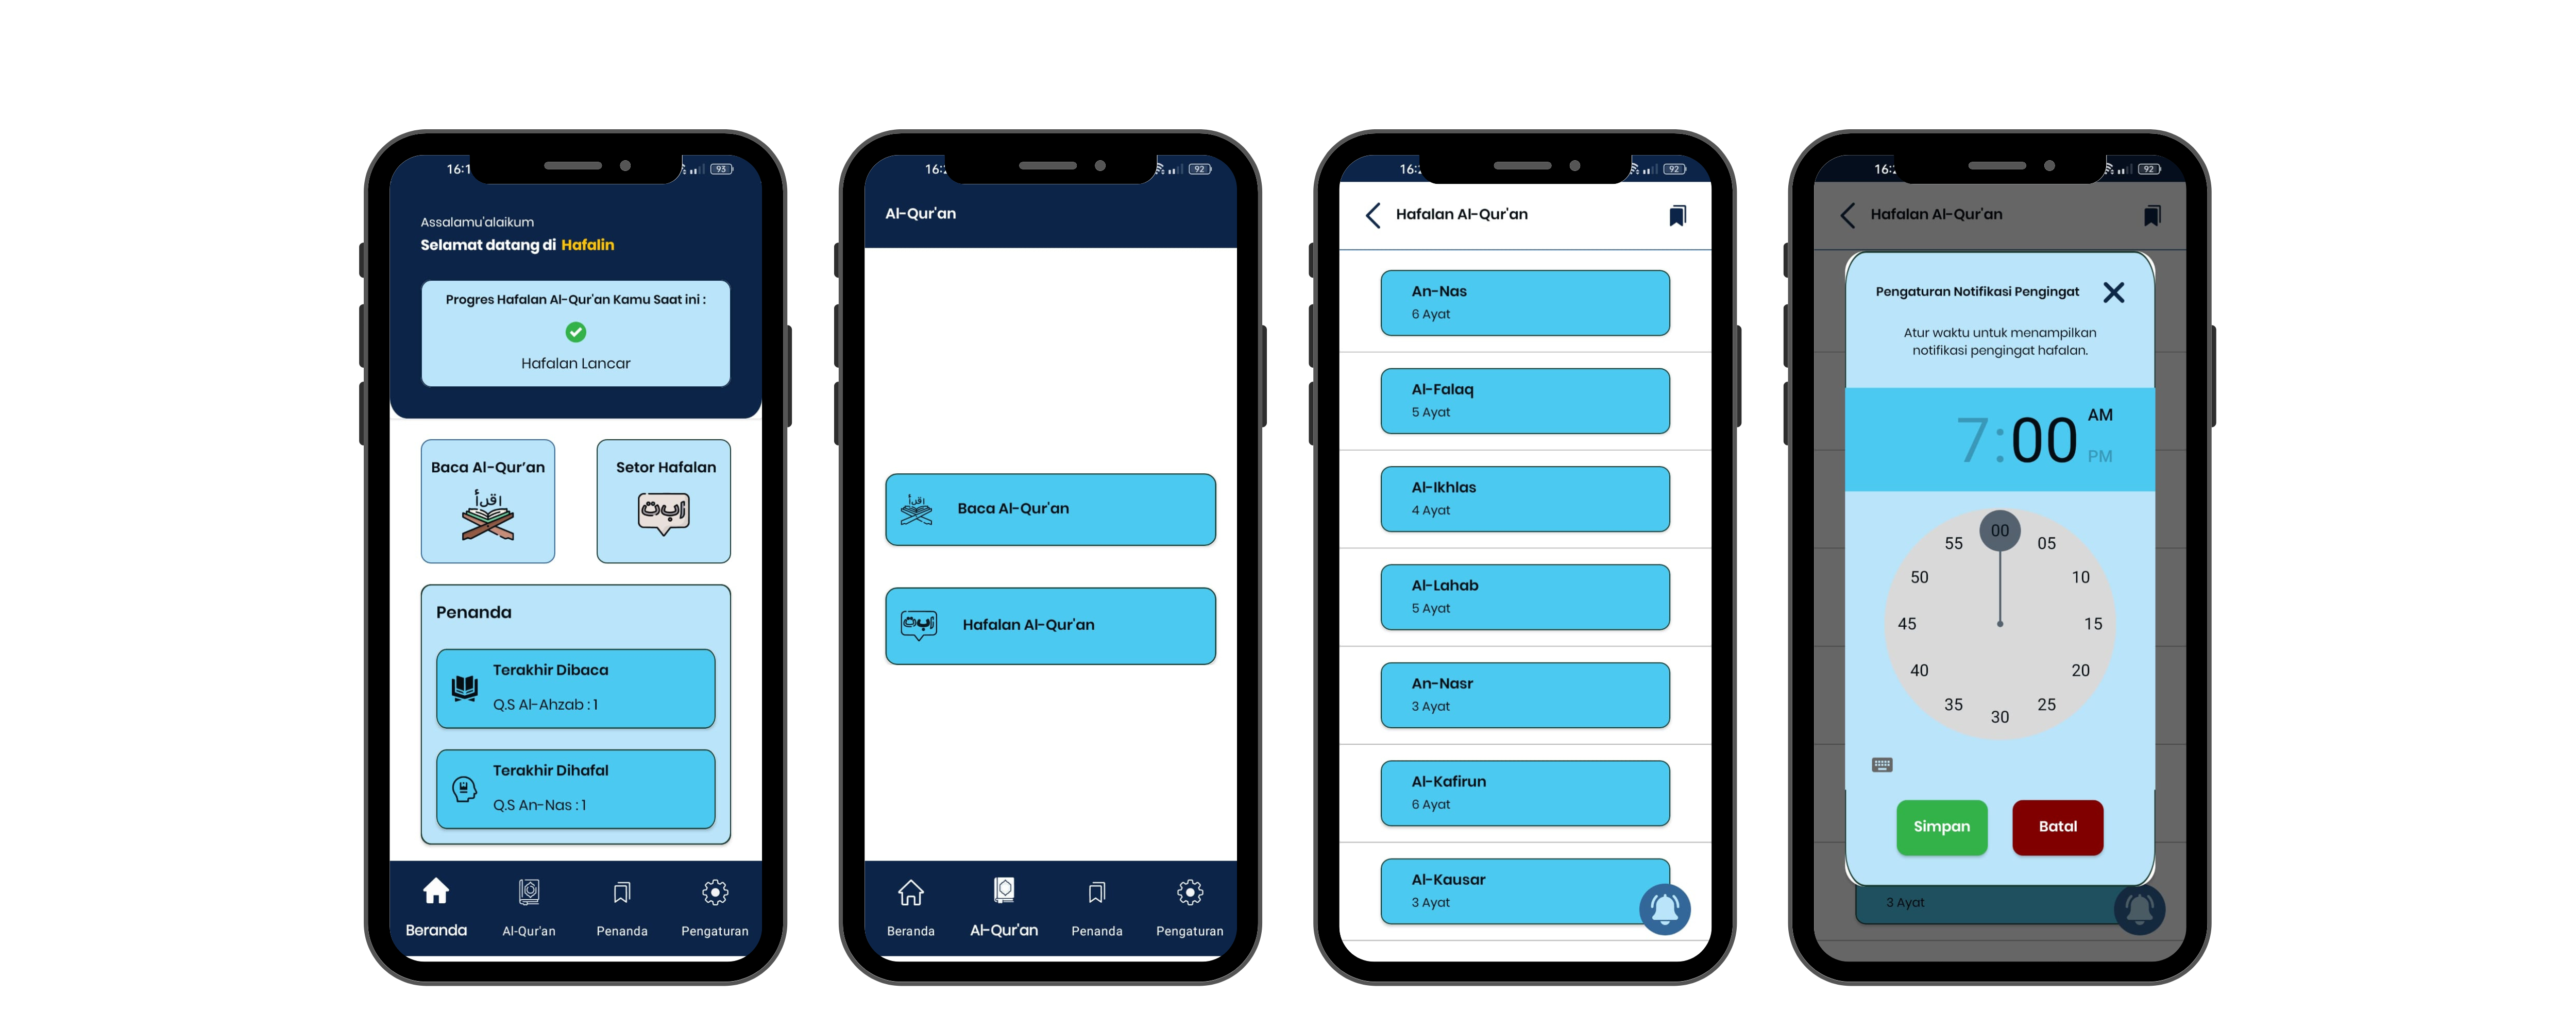 16:1
93
Assalamu'alaikum
Selamat datang di Hafalin
Progres Hafalan Al-Qur'an Kamu Saat ini :
Hafalan Lancar
Baca Al-Qur'an
Setor Hafalan
اقرأ
أب ت
Penanda
Terakhir Dibaca
Q.S Al-Ahzab : 1
Terakhir Dihafal
Q.S An-Nas : 1
Beranda
Al-Qur'an
Penanda
Pengaturan
16:
92
Al-Qur'an
اقرأ
Baca Al-Qur'an
أب ت
Hafalan Al-Qur'an
Beranda
Al-Qur'an
Penanda
Pengaturan
16:
92
Hafalan Al-Qur'an
An-Nas
6 Ayat
Al-Falaq
5 Ayat
Al-Ikhlas
4 Ayat
Al-Lahab
5 Ayat
An-Nasr
3 Ayat
Al-Kafirun
6 Ayat
Al-Kausar
3 Ayat
16:
92
Hafalan Al-Qur'an
Pengaturan Notifikasi Pengingat
Atur waktu untuk menampilkan
notifikasi pengingat hafalan.
7:00
AM
PM
00
05
10
15
20
25
30
35
40
45
50
55
Simpan
Batal
3 Ayat